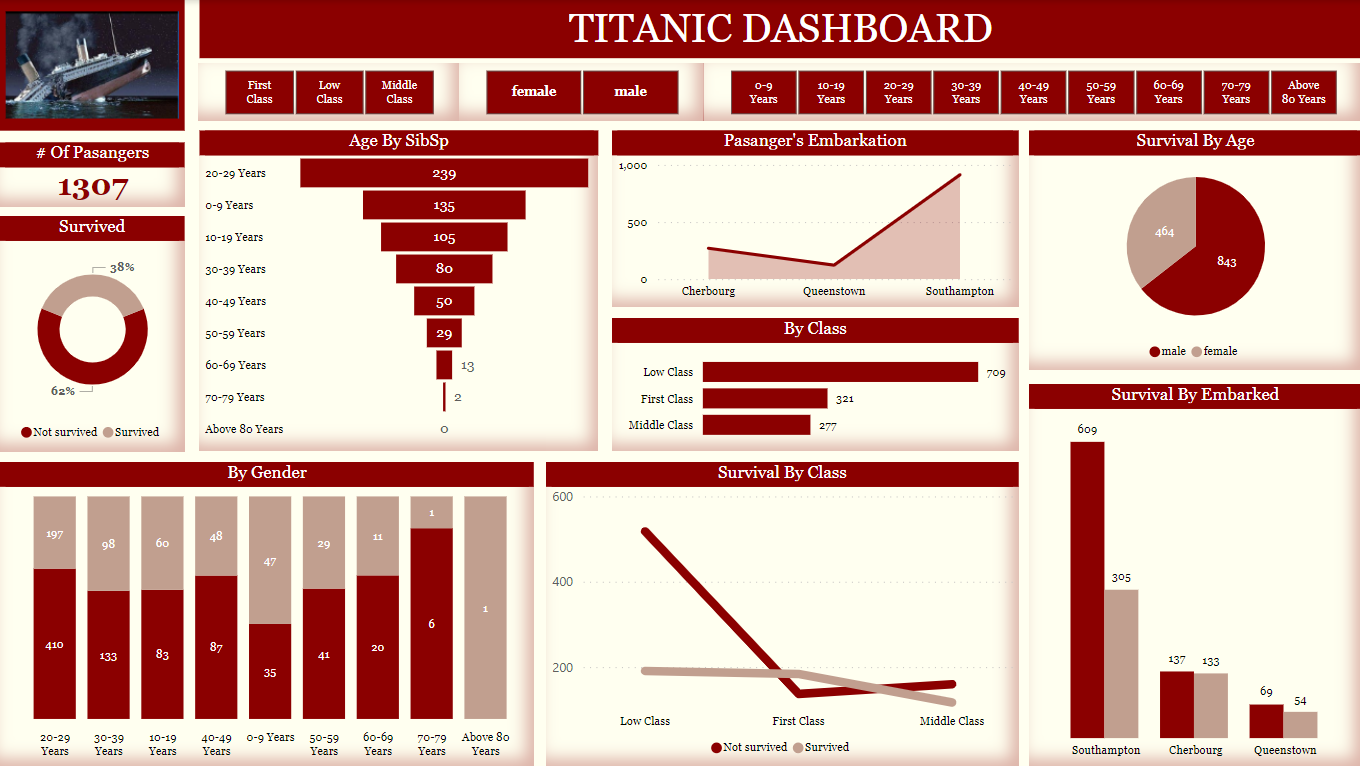 TITANIC DASHBOARD
First Class
Low Class
Middle Class
female
male
0-9 Years
10-19 Years
20-29 Years
30-39 Years
40-49 Years
50-59 Years
60-69 Years
70-79 Years
Above 80 Years
# Of Pasangers
1307
Survived
38%
62%
Not survived
Survived
Age By SibSp
20-29 Years 239
0-9 Years 135
10-19 Years 105
30-39 Years 80
40-49 Years 50
50-59 Years 29
60-69 Years 13
70-79 Years 2
Above 80 Years 0
Pasanger's Embarkation
1,000
500
0
Cherbourg Queenstown Southampton
By Class
Low Class 709
First Class 321
Middle Class 277
Survival By Age
464
843
male female
Survival By Embarked
609
305
137 133
69 54
Southampton Cherbourg Queenstown
By Gender
197 98 60 48 47 29 11 1 1
410 133 83 87 35 41 20 6
20-29 Years
30-39 Years
10-19 Years
40-49 Years
0-9 Years
50-59 Years
60-69 Years
70-79 Years
Above 80 Years
Survival By Class
600
400
200
Low Class First Class Middle Class
Not survived Survived